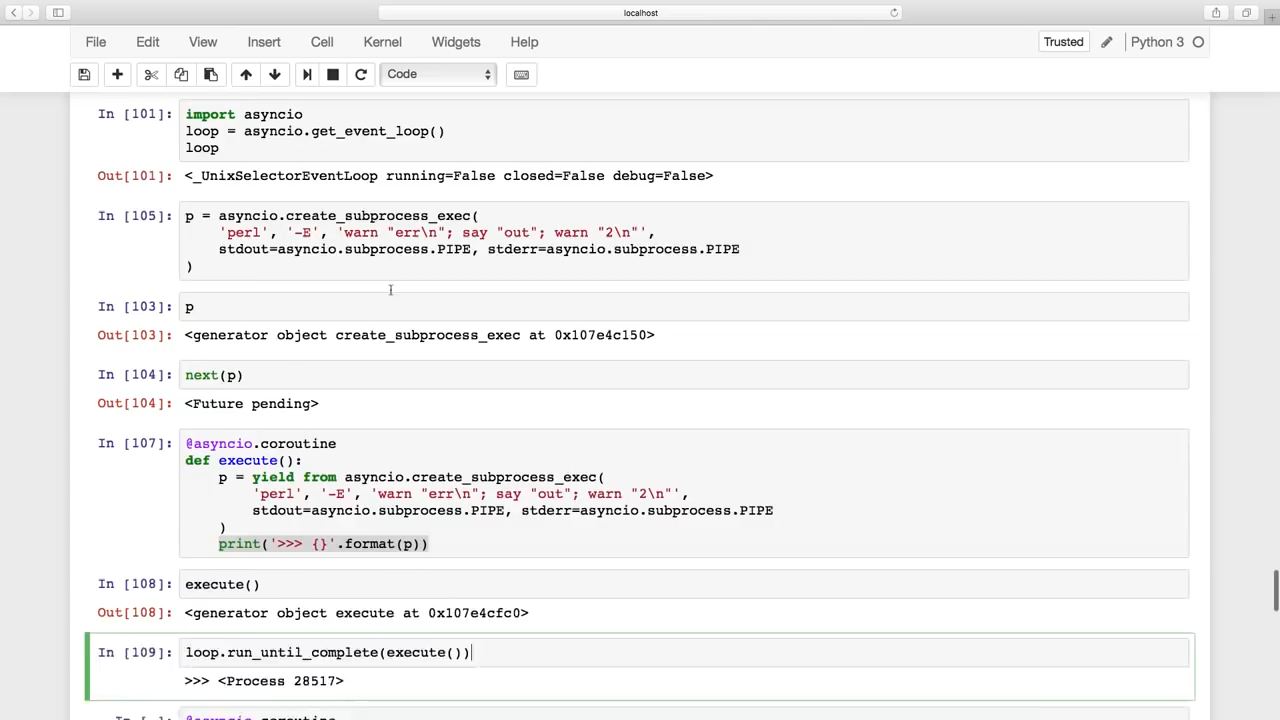 localhost
File Edit View Insert Cell Kernel Widgets Help Trusted Python 3
Code
In [101]: import asyncio
loop = asyncio.get_event_loop()
loop
Out[101]: <_UnixSelectorEventLoop running=False closed=False debug=False>
In [105]: p = asyncio.create_subprocess_exec(
'perl', '-E', 'warn "err\n"; say "out"; warn "2\n"',
stdout=asyncio.subprocess.PIPE, stderr=asyncio.subprocess.PIPE
)
In [103]: p
Out[103]: <generator object create_subprocess_exec at 0x107e4c150>
In [104]: next(p)
Out[104]: <Future pending>
In [107]: @asyncio.coroutine
def execute():
p = yield from asyncio.create_subprocess_exec(
'perl', '-E', 'warn "err\n"; say "out"; warn "2\n"',
stdout=asyncio.subprocess.PIPE, stderr=asyncio.subprocess.PIPE
)
print('>>> {}'.format(p))
In [108]: execute()
Out[108]: <generator object execute at 0x107e4cfc0>
In [109]: loop.run_until_complete(execute())
>>> <Process 28517>
In [ ]: @asyncio.coroutine